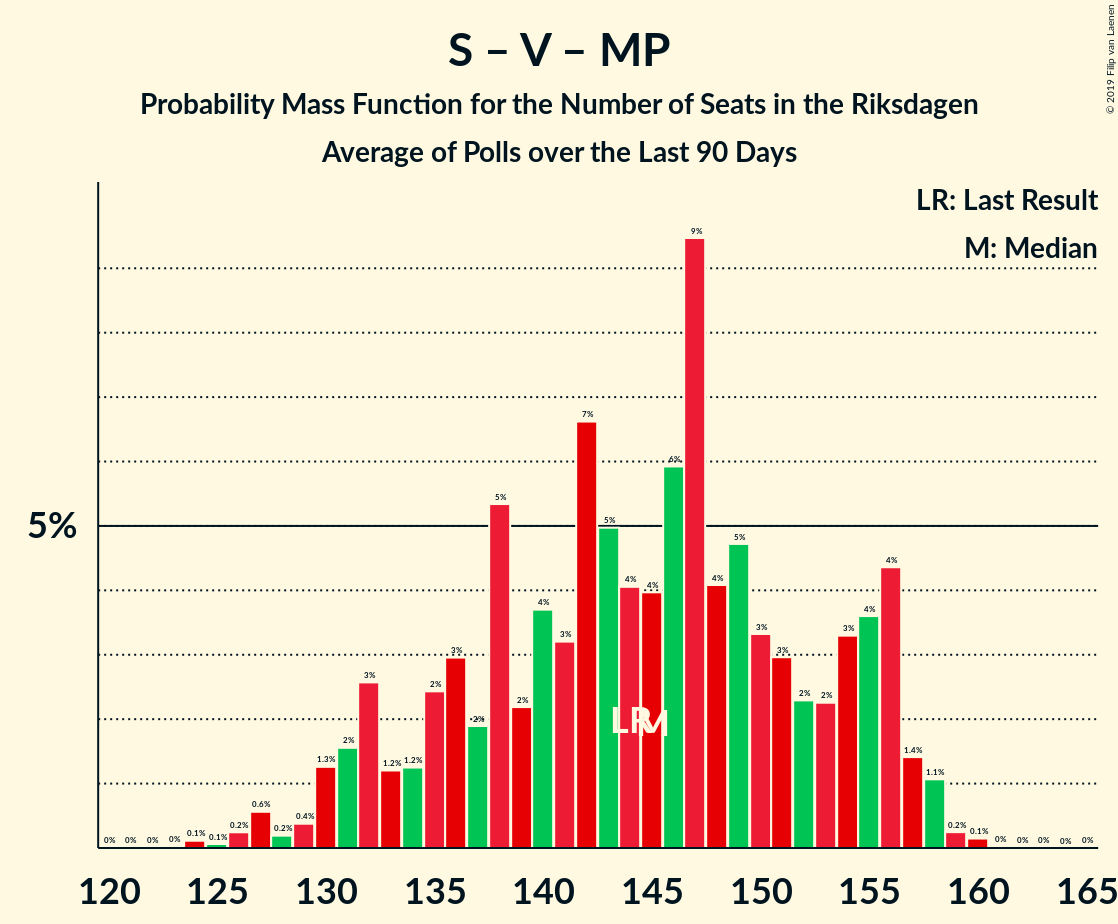 S – V – MP
Probability Mass Function for the Number of Seats in the Riksdagen
Average of Polls over the Last 90 Days
© 2019 Filip van Laenen
LR: Last Result
M: Median
5%
0% 0% 0% 0% 0.1% 0.1% 0.2% 0.6% 0.2% 0.4% 1.3% 2% 3% 1.2% 1.2% 2% 3% 2% 5% 2% 4% 3% 7% 5% 4% 4% 6% 9% 4% 5% 3% 3% 2% 2% 3% 4% 4% 1.4% 1.1% 0.2% 0.1% 0% 0% 0% 0% 0%
LR M
120 125 130 135 140 145 150 155 160 165